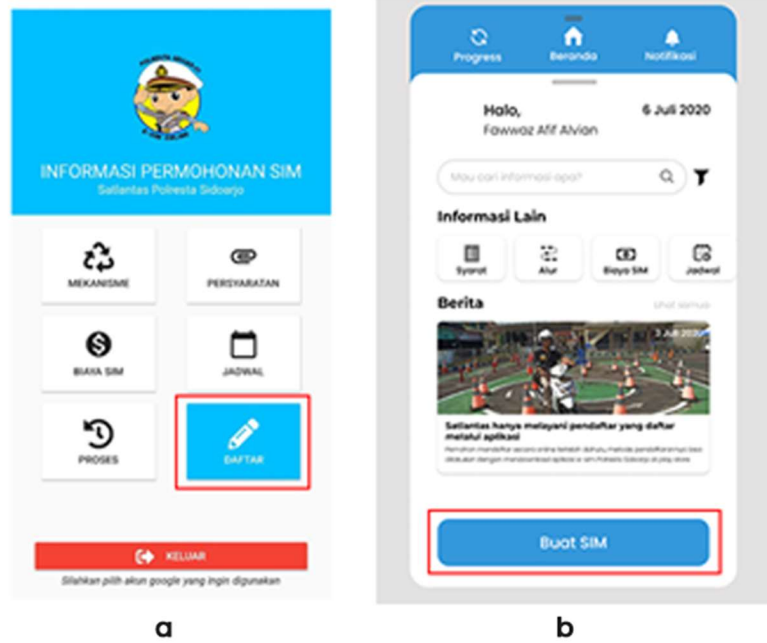 INFORMASI PERMOHONAN SIM
Satlantas Polresta Sidoarjo
MEKANISME
PERSYARATAN
BIAYA SIM
JADWAL
PROSES
DAFTAR
KELUAR
Silahkan pilih akun google yang ingin digunakan
a
Progress
Beranda
Notifikasi
Halo,
6 Juli 2020
Fawwaz Afif Alvian
Mau cari informasi apa?
Informasi Lain
Syarat
Alur
Biaya SIM
Jadwal
Berita
Lihat semua
3 Juli 2020
Satlantas hanya melayani pendaftar yang daftar
melalui aplikasi
Buat SIM
b